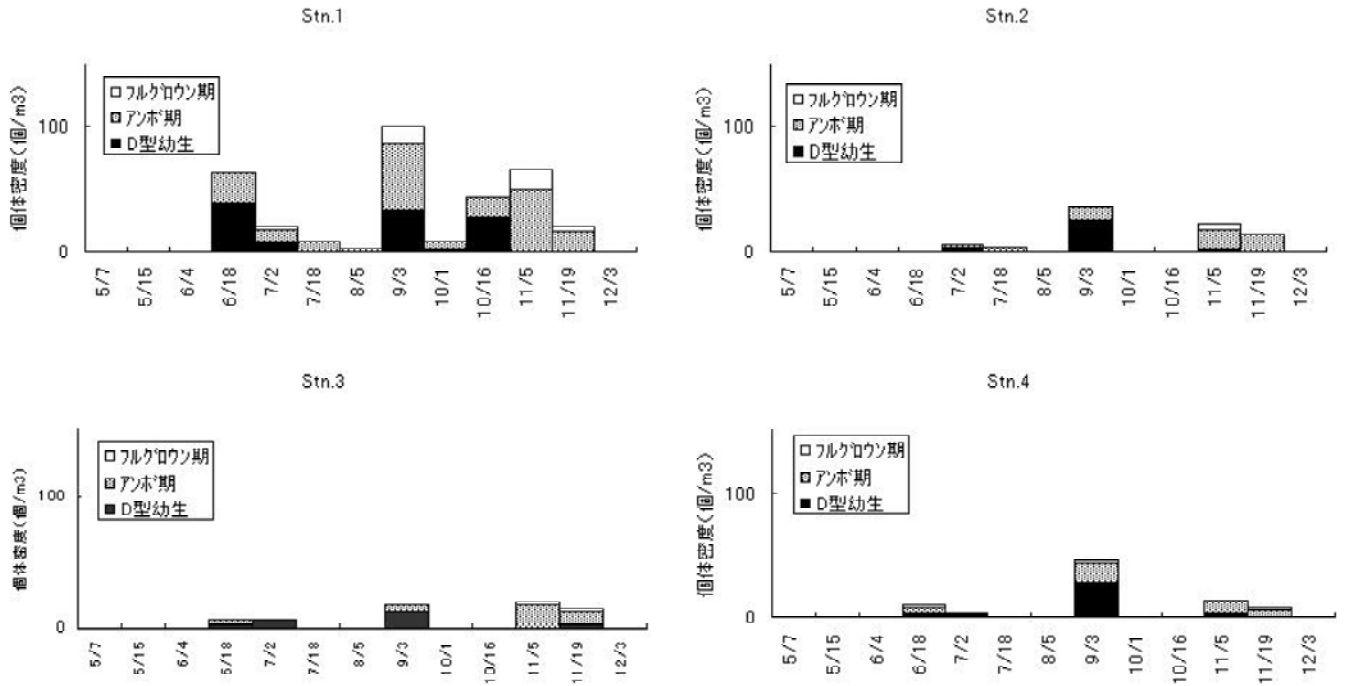 Stn.1
個体密度(個/m3)
100
0
□フルグロウン期
アンボ期
■D型幼生
5/7 5/15 6/4 6/18 7/2 7/18 8/5 9/3 10/1 10/16 11/5 11/19 12/3
Stn.2
個体密度(個/m3)
100
0
□フルグロウン期
アンボ期
■D型幼生
5/7 5/15 6/4 6/18 7/2 7/18 8/5 9/3 10/1 10/16 11/5 11/19 12/3
Stn.3
個体密度(個/m3)
100
0
□フルグロウン期
アンボ期
■D型幼生
5/7 5/15 6/4 6/18 7/2 7/18 8/5 9/3 10/1 10/16 11/5 11/19 12/3
Stn.4
個体密度(個/m3)
100
0
□フルグロウン期
アンボ期
■D型幼生
5/7 5/15 6/4 6/18 7/2 7/18 8/5 9/3 10/1 10/16 11/5 11/19 12/3